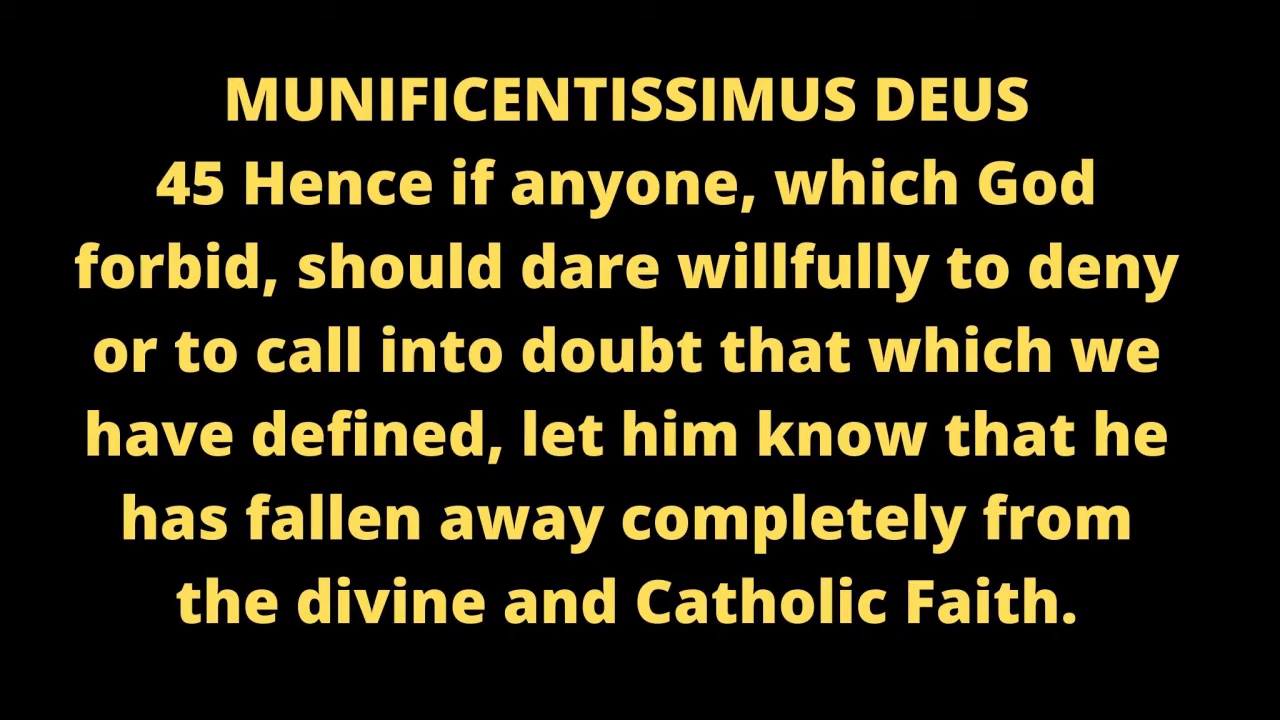 MUNIFICENTISSIMUS DEUS
45 Hence if anyone, which God
forbid, should dare willfully to deny
or to call into doubt that which we
have defined, let him know that he
has fallen away completely from
the divine and Catholic Faith.